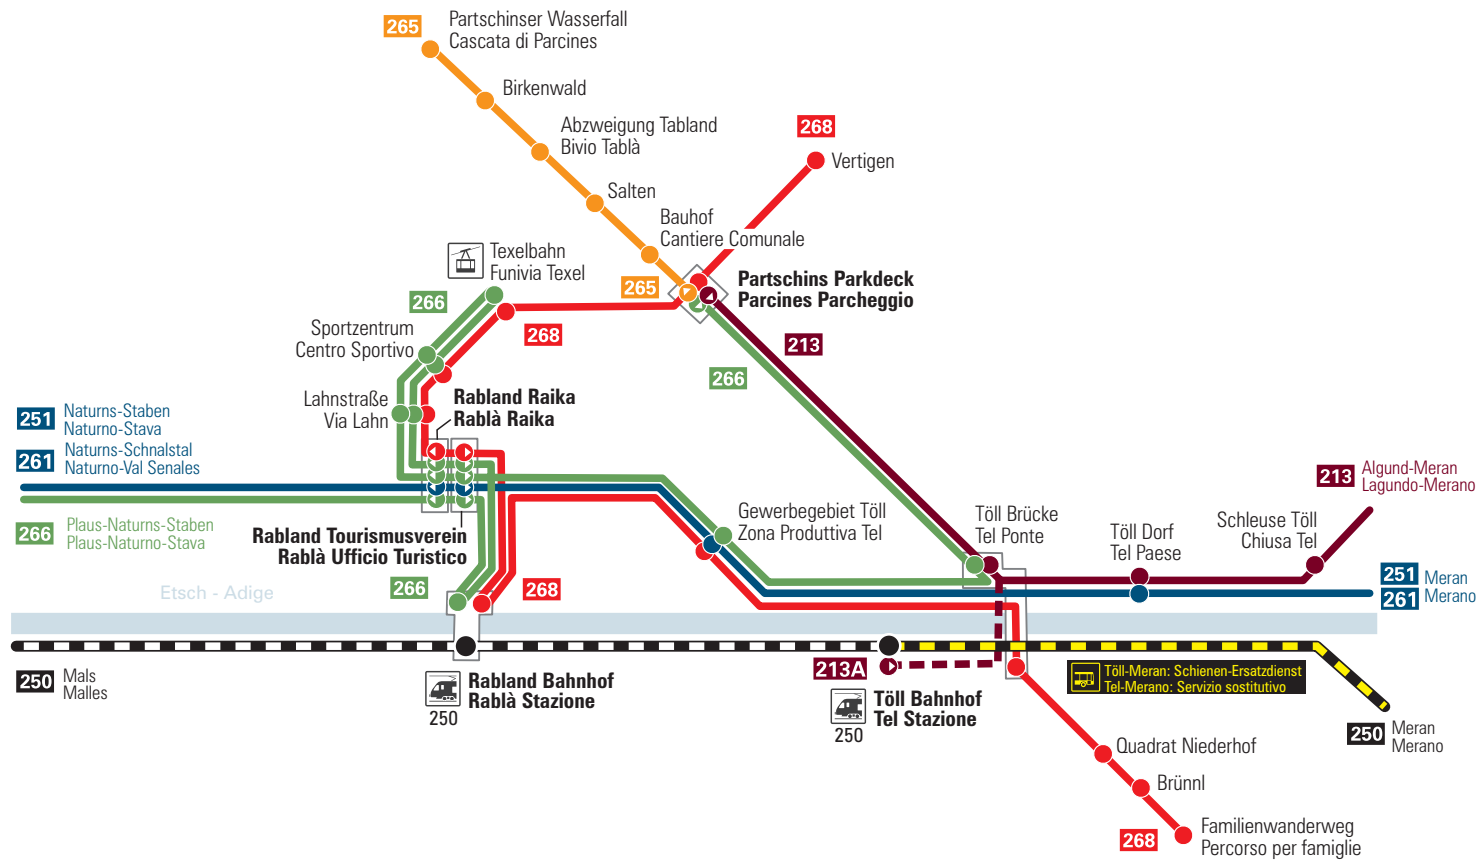 265
Partschinser Wasserfall
Cascata di Parcines
Birkenwald
Abzweigung Tabland
Bivio Tablà
268
Vertigen
Salten
Bauhof
Cantiere Comunale
Texelbahn
Funivia Texel
265
Partschins Parkdeck
Parcines Parcheggio
266
Sportzentrum
Centro Sportivo
268
213
266
Lahnstraße
Via Lahn
Rabland Raika
Rablà Raika
251
Naturns-Staben
Naturno-Stava
261
Naturns-Schnalstal
Naturno-Val Senales
266
Plaus-Naturns-Staben
Plaus-Naturno-Stava
Rabland Tourismusverein
Rablà Ufficio Turistico
Gewerbegebiet Töll
Zona Produttiva Tel
Töll Brücke
Tel Ponte
Töll Dorf
Tel Paese
Schleuse Töll
Chiusa Tel
213
Algund-Meran
Lagundo-Merano
251
261
Meran
Merano
266
268
Etsch - Adige
250
Mals
Malles
Rabland Bahnhof
Rablà Stazione
250
213A
Töll Bahnhof
Tel Stazione
250
Töll-Meran: Schienen-Ersatzdienst
Tel-Merano: Servizio sostitutivo
250
Meran
Merano
Quadrat Niederhof
Brünnl
268
Familienwanderweg
Percorso per famiglie